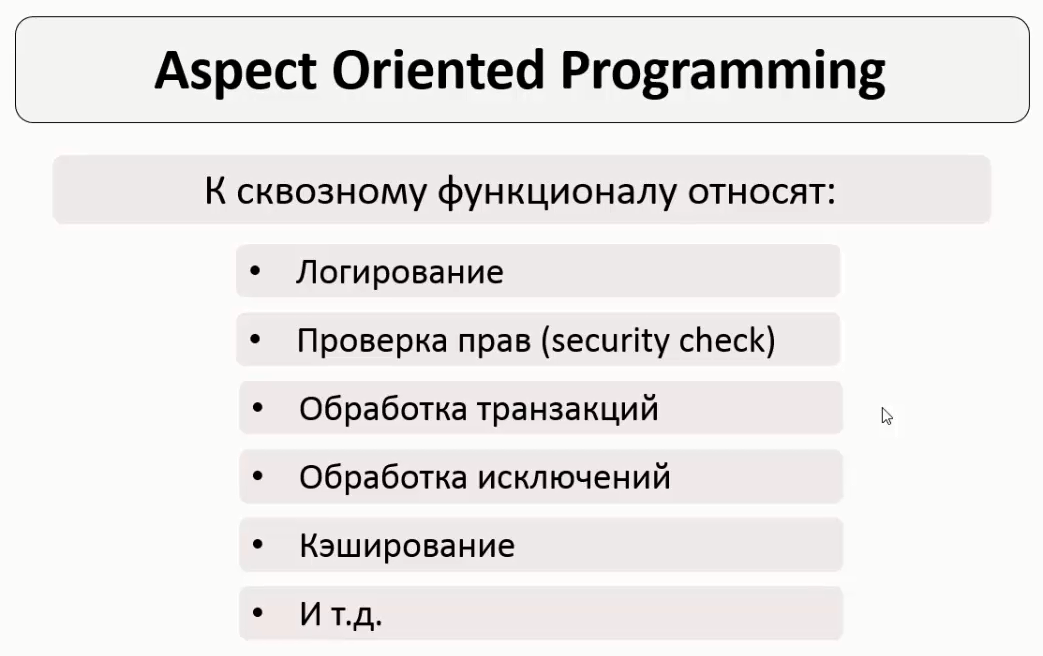 Aspect Oriented Programming
К сквозному функционалу относят:
• Логирование
• Проверка прав (security check)
• Обработка транзакций
• Обработка исключений
• Кэширование
• И т.д.